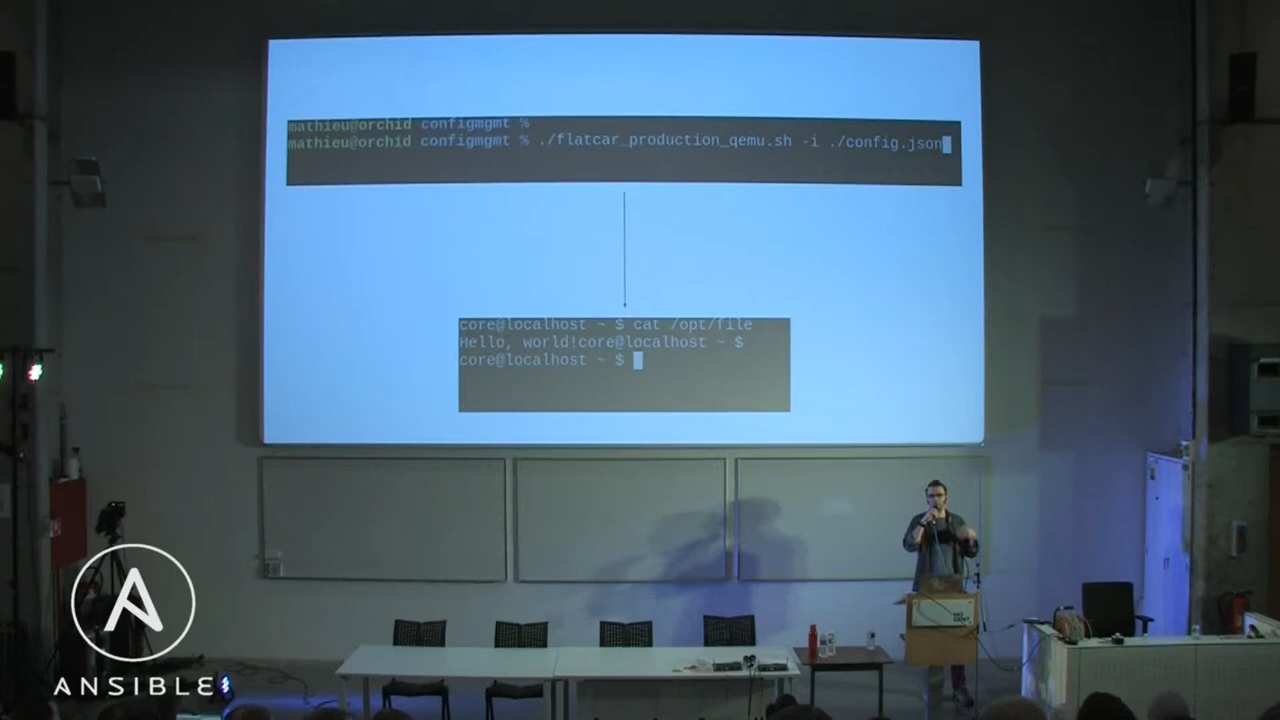 mathieu@orchid configmgmt %
mathieu@orchid configmgmt % ./flatcar_production_qemu.sh -i ./config.json
core@localhost ~ $ cat /opt/file
Hello, world!core@localhost ~ $
core@localhost ~ $
ANSIBLE